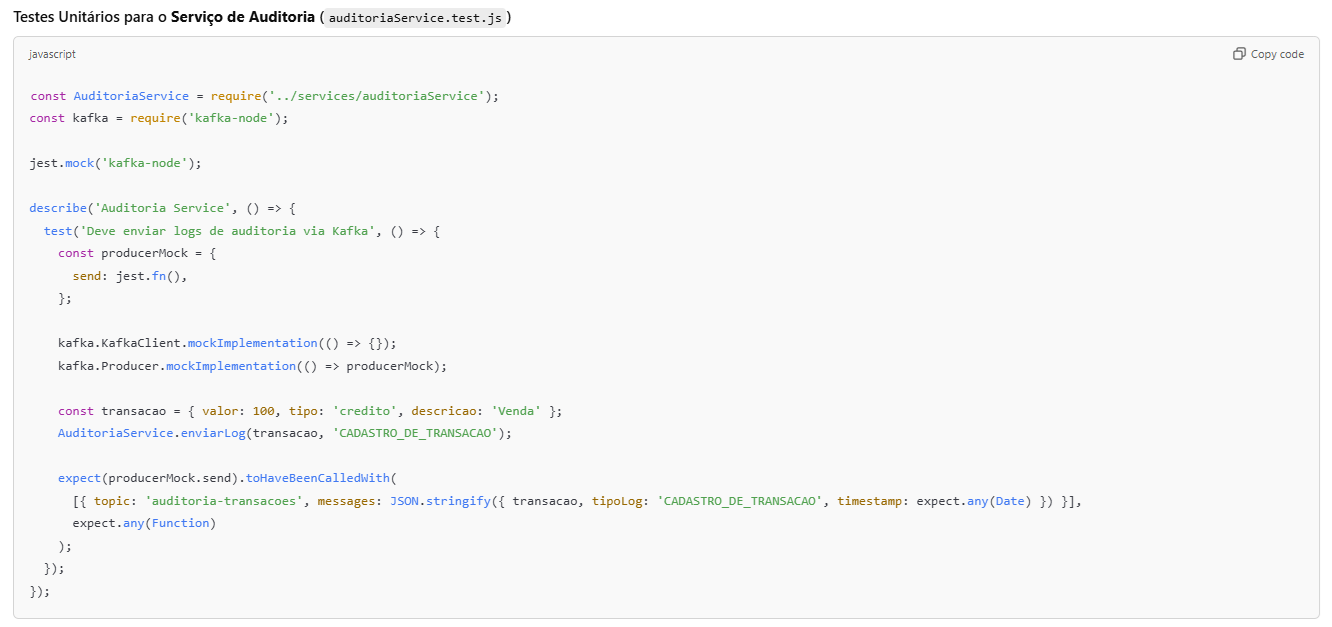 Testes Unitários para o Serviço de Auditoria (auditoriaService.test.js)
javascript
Copy code
const AuditoriaService = require('../services/auditoriaService');
const kafka = require('kafka-node');
jest.mock('kafka-node');
describe('Auditoria Service', () => {
  test('Deve enviar logs de auditoria via Kafka', () => {
    const producerMock = {
      send: jest.fn(),
    };
    kafka.KafkaClient.mockImplementation(() => {});
    kafka.Producer.mockImplementation(() => producerMock);
    const transacao = { valor: 100, tipo: 'credito', descricao: 'Venda' };
    AuditoriaService.enviarLog(transacao, 'CADASTRO_DE_TRANSACAO');
    expect(producerMock.send).toHaveBeenCalledWith(
      [{ topic: 'auditoria-transacoes', messages: JSON.stringify({ transacao, tipoLog: 'CADASTRO_DE_TRANSACAO', timestamp: expect.any(Date) }) }],
      expect.any(Function)
    );
  });
});